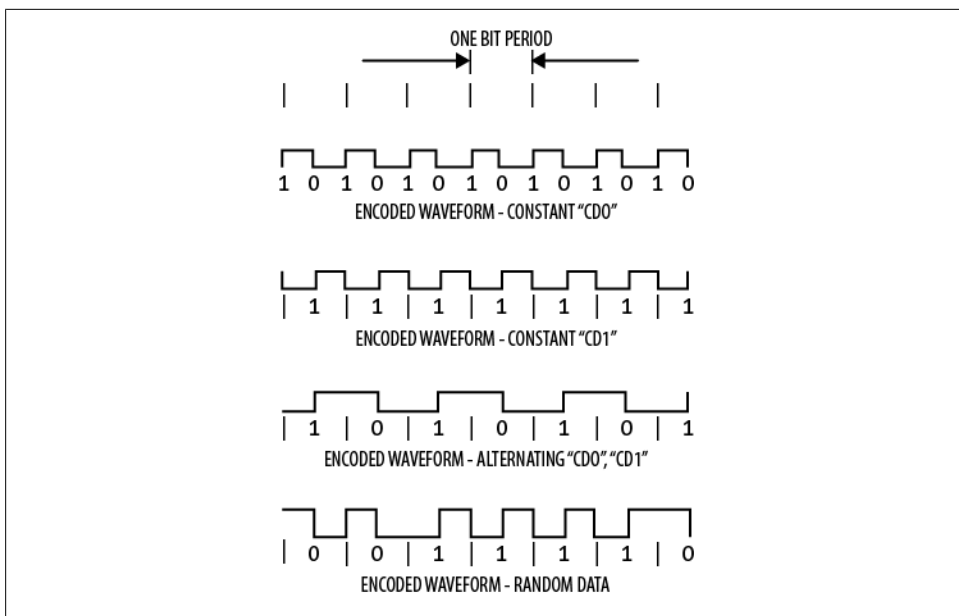 ONE BIT PERIOD
1 0 1 0 1 0 1 0 1 0 1 0 1 0
ENCODED WAVEFORM - CONSTANT “CD0”
| 1 | 1 | 1 | 1 | 1 | 1 | 1
ENCODED WAVEFORM - CONSTANT “CD1”
| 1 | 0 | 1 | 0 | 1 | 0 | 1
ENCODED WAVEFORM - ALTERNATING “CD0”, “CD1”
| 0 | 0 | 1 | 1 | 1 | 1 | 0
ENCODED WAVEFORM - RANDOM DATA